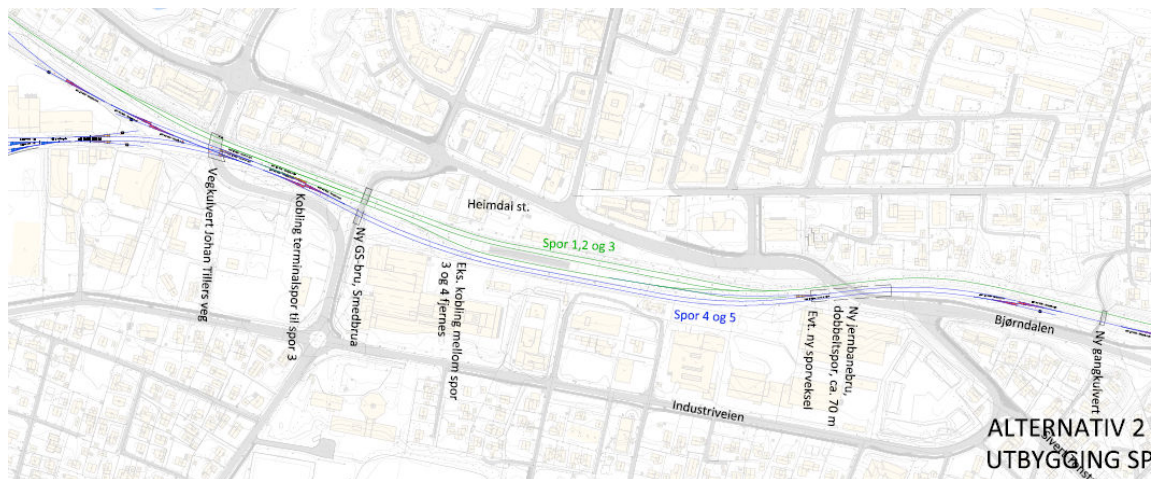 Heimdal st.
Spor 1,2 og 3
Spor 4 og 5
Vegkulvert Johan Tillers veg
Kobling terminalspor til spor 3
Ny GS-bru, Smedbrua
Eks. kobling mellom spor
3 og 4 fjernes
Evt. ny sporveksel
Ny jernbanebru,
dobbeltspor, ca. 70 m
Bjørndalen
Ny gangkulvert
Industriveien
ALTERNATIV 2
UTBYGGING SP